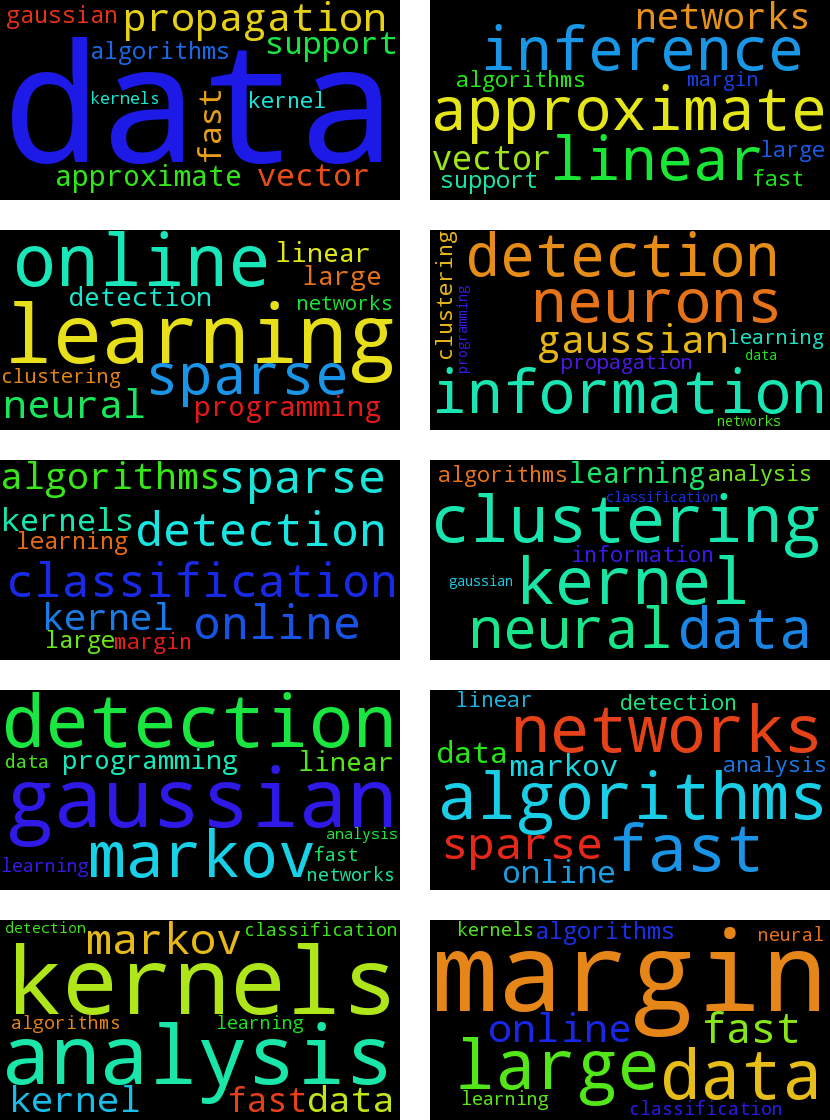 gaussian propagation
algorithms support
data
kernels kernel
fast
approximate vector
networks
inference
algorithms margin
approximate
vector linear large
support fast
online linear
large
detection networks
learning
clustering sparse
neural programming
clustering detection
programming neurons
gaussian learning
data
propagation
information
networks
algorithms sparse
kernels detection
learning
classification
kernel online
large margin
algorithms learning analysis
classification
clustering
information
gaussian kernel
neural data
detection
data programming linear
gaussian
markov analysis
fast
learning networks
linear detection
networks
data markov analysis
algorithms
sparse fast
online
detection markov classification
kernels
algorithms learning
analysis
kernel fast data
kernels algorithms neural
margin
online fast
large data
learning classification